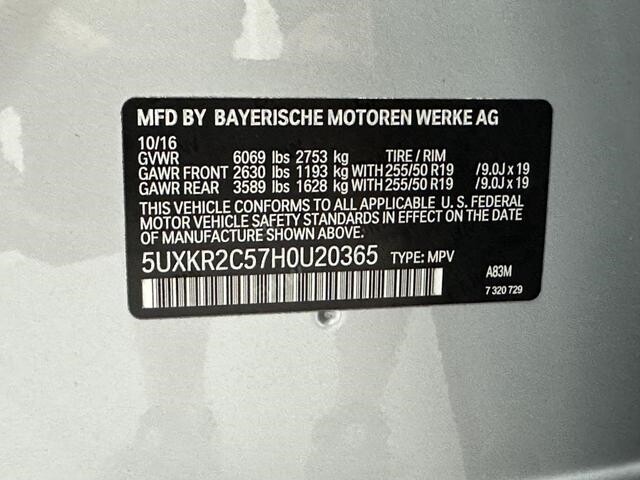 MFD BY BAYERISCHE MOTOREN WERKE AG
10/16
GVWR 6069 lbs 2753 kg TIRE / RIM
GAWR FRONT 2630 lbs 1193 kg WITH 255/50 R19 /9.0J x 19
GAWR REAR 3589 lbs 1628 kg WITH 255/50 R19 /9.0J x 19
THIS VEHICLE CONFORMS TO ALL APPLICABLE U. S. FEDERAL
MOTOR VEHICLE SAFETY STANDARDS IN EFFECT ON THE DATE
OF MANUFACTURE SHOWN ABOVE.
5UXKR2C57H0U20365 TYPE: MPV
A83M
7 320 729